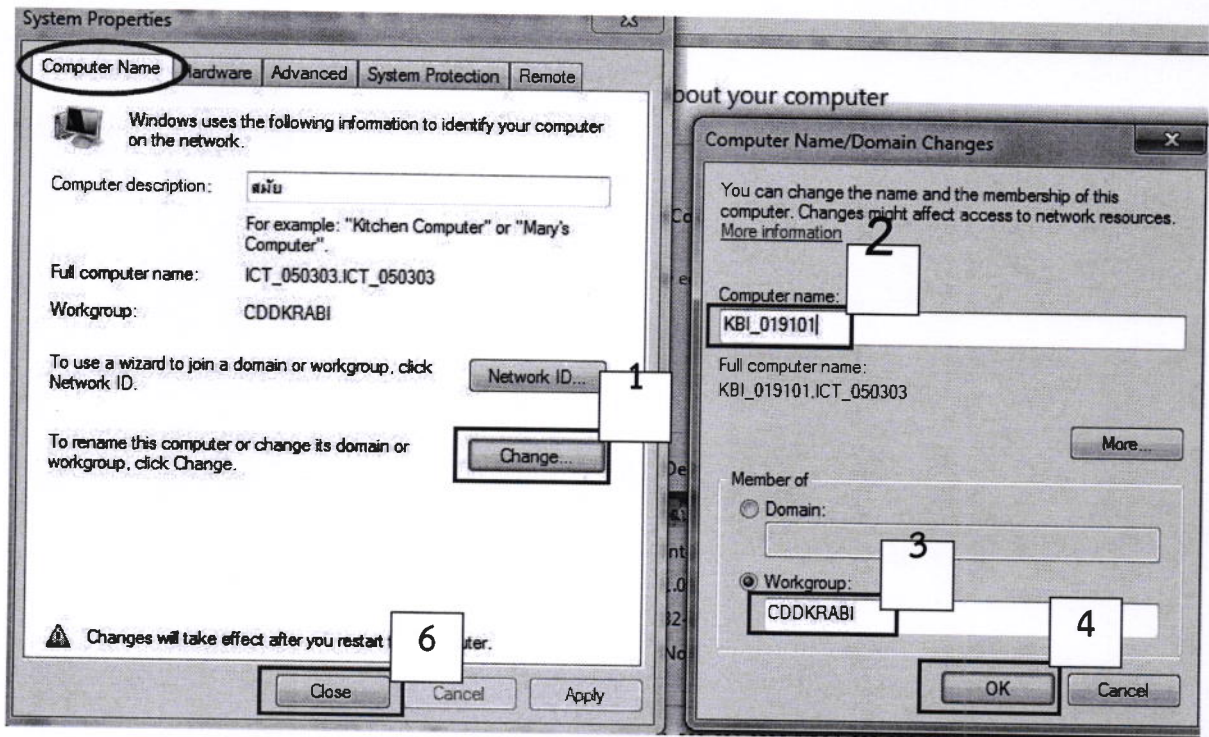 System Properties
Computer Name
Hardware
Advanced
System Protection
Remote
Windows uses the following information to identify your computer
on the network.
Computer description:
สมัย
For example: "Kitchen Computer" or "Mary's
Computer".
Full computer name:
ICT_050303.ICT_050303
Workgroup:
CDDKRABI
To use a wizard to join a domain or workgroup, click
Network ID.
Network ID...
1
To rename this computer or change its domain or
workgroup, click Change.
Change...
Changes will take effect after you restart
6
Close
Cancel
Apply
out your computer
Computer Name/Domain Changes
You can change the name and the membership of this
computer. Changes might affect access to network resources.
More information
2
Computer name:
KBI_019101
Full computer name:
KBI_019101.ICT_050303
More...
Member of
Domain:
3
Workgroup:
CDDKRABI
4
OK
Cancel